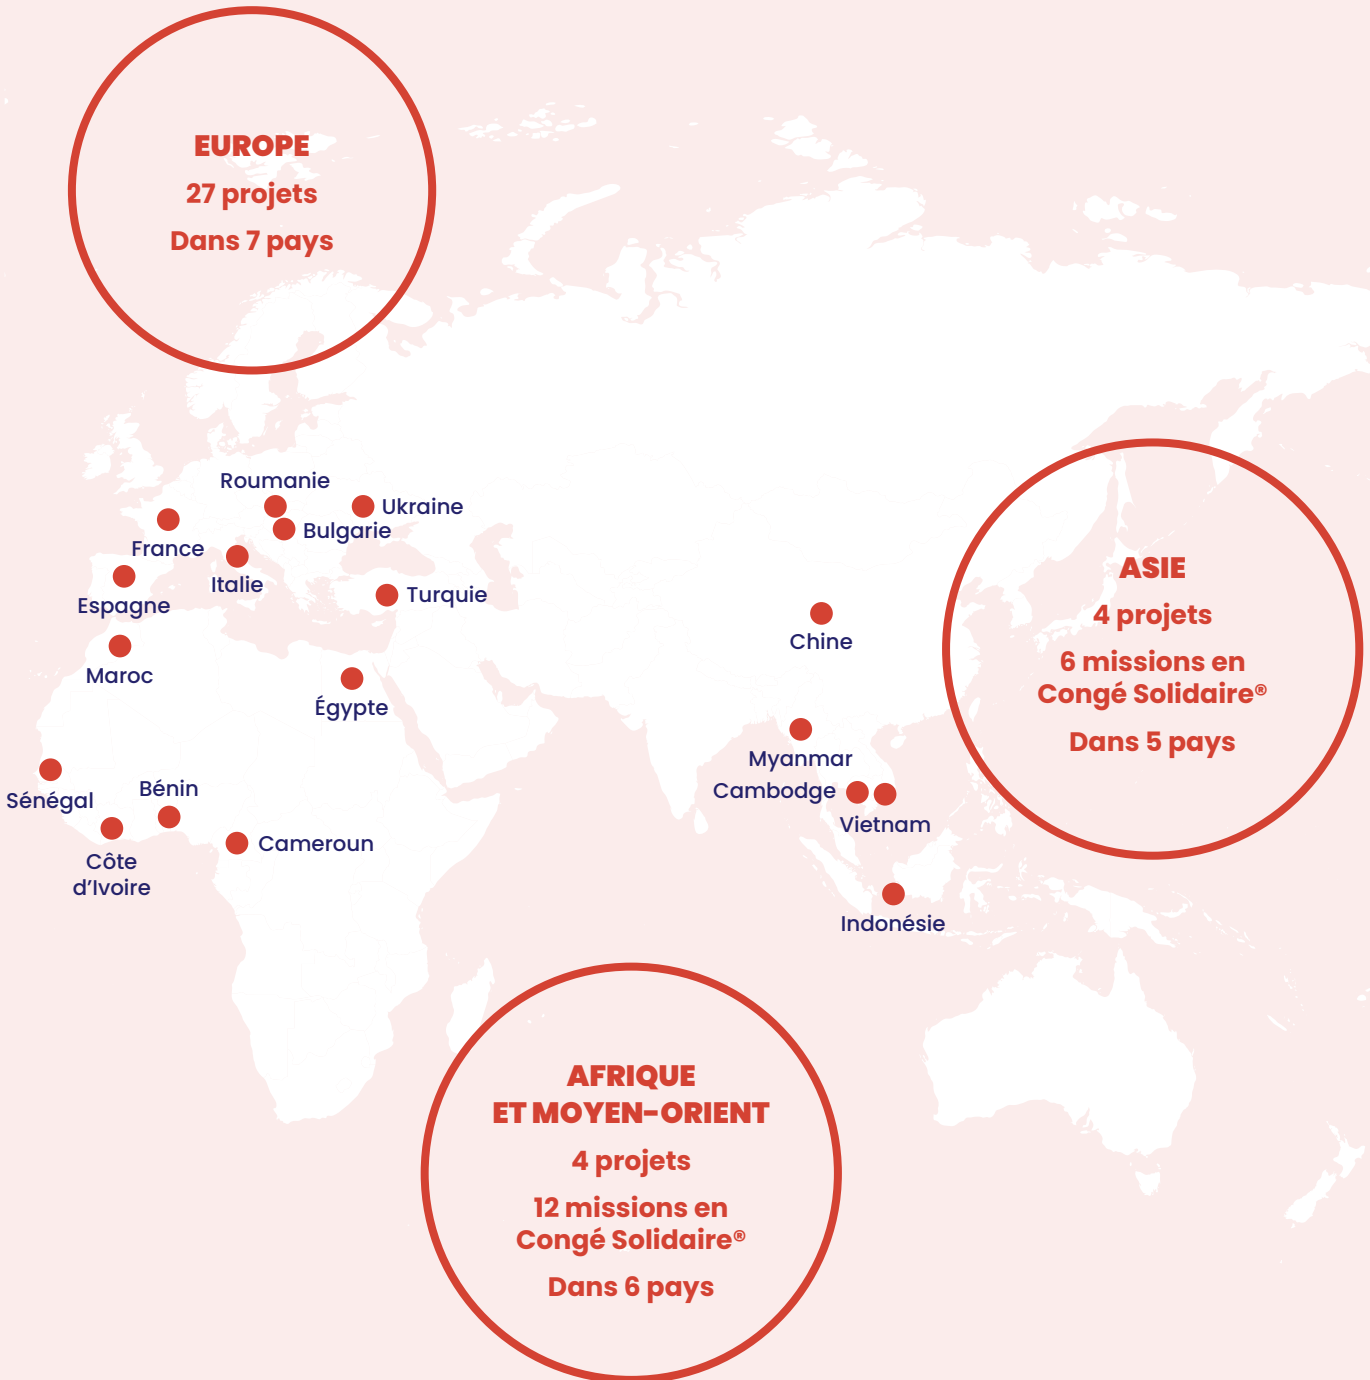 EUROPE
27 projets
Dans 7 pays
Roumanie
Ukraine
Bulgarie
France
Italie
Espagne
Turquie
Maroc
Égypte
Sénégal
Bénin
Côte
d’Ivoire
Cameroun
Chine
Myanmar
Cambodge
Vietnam
Indonésie
ASIE
4 projets
6 missions en
Congé Solidaire®
Dans 5 pays
AFRIQUE
ET MOYEN-ORIENT
4 projets
12 missions en
Congé Solidaire®
Dans 6 pays